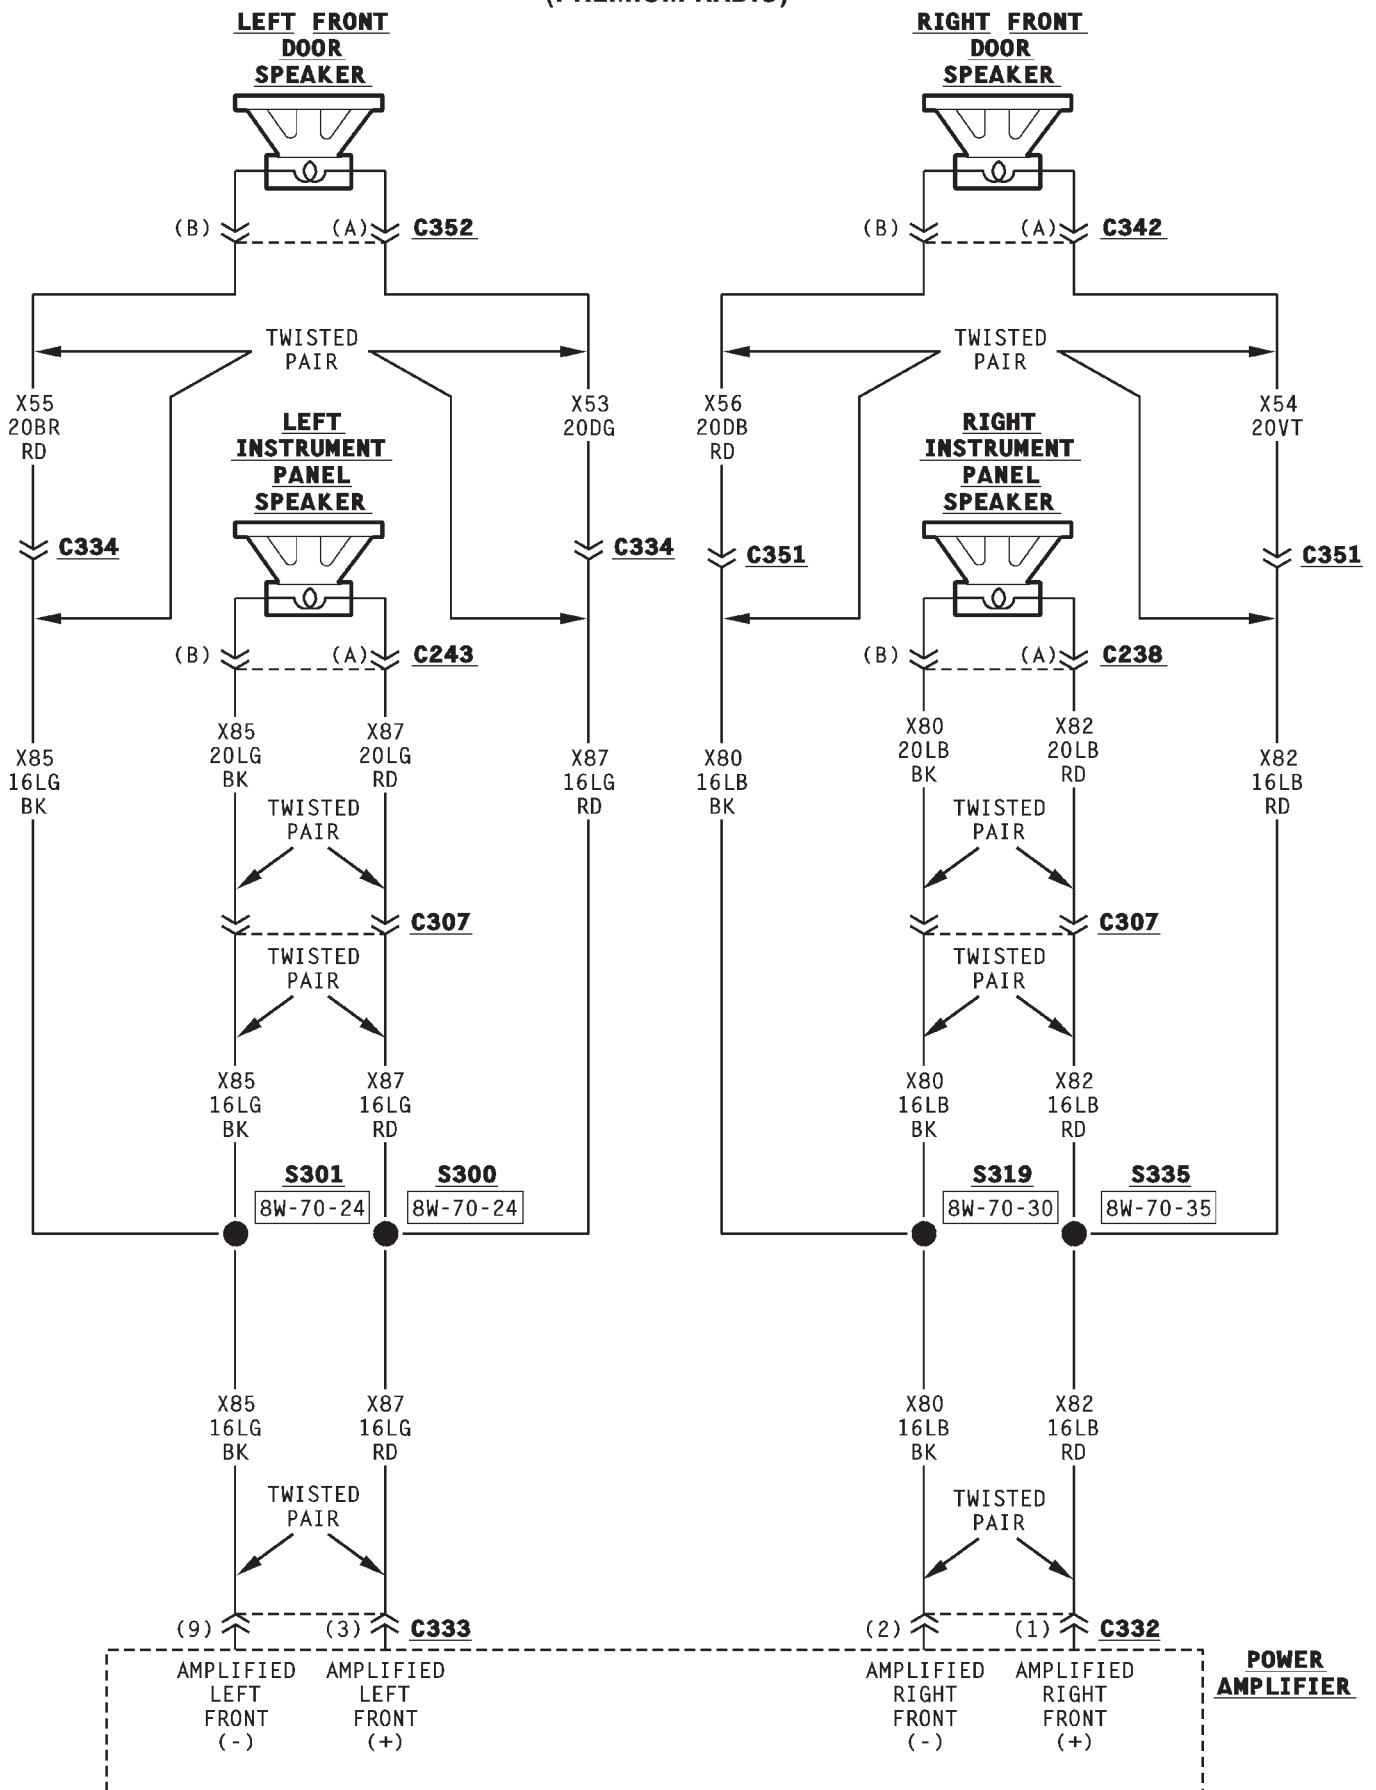 (PREMIUM RADIO)
LEFT FRONT
DOOR
SPEAKER
RIGHT FRONT
DOOR
SPEAKER
(B) (A) C352
(B) (A) C342
TWISTED
PAIR
TWISTED
PAIR
X55
20BR
RD
X53
20DG
X56
20DB
RD
X54
20VT
LEFT
INSTRUMENT
PANEL
SPEAKER
RIGHT
INSTRUMENT
PANEL
SPEAKER
C334
C334
C351
C351
(B) (A) C243
(B) (A) C238
X85
16LG
BK
X85
20LG
BK
X87
20LG
RD
X87
16LG
RD
X80
16LB
BK
X80
20LB
BK
X82
20LB
RD
X82
16LB
RD
TWISTED
PAIR
TWISTED
PAIR
C307
C307
TWISTED
PAIR
TWISTED
PAIR
X85
16LG
BK
X87
16LG
RD
X80
16LB
BK
X82
16LB
RD
S301
8W-70-24
S300
8W-70-24
S319
8W-70-30
S335
8W-70-35
X85
16LG
BK
X87
16LG
RD
X80
16LB
BK
X82
16LB
RD
TWISTED
PAIR
TWISTED
PAIR
(9) (3) C333
(2) (1) C332
AMPLIFIED
LEFT
FRONT
(-)
AMPLIFIED
LEFT
FRONT
(+)
AMPLIFIED
RIGHT
FRONT
(-)
AMPLIFIED
RIGHT
FRONT
(+)
POWER
AMPLIFIER